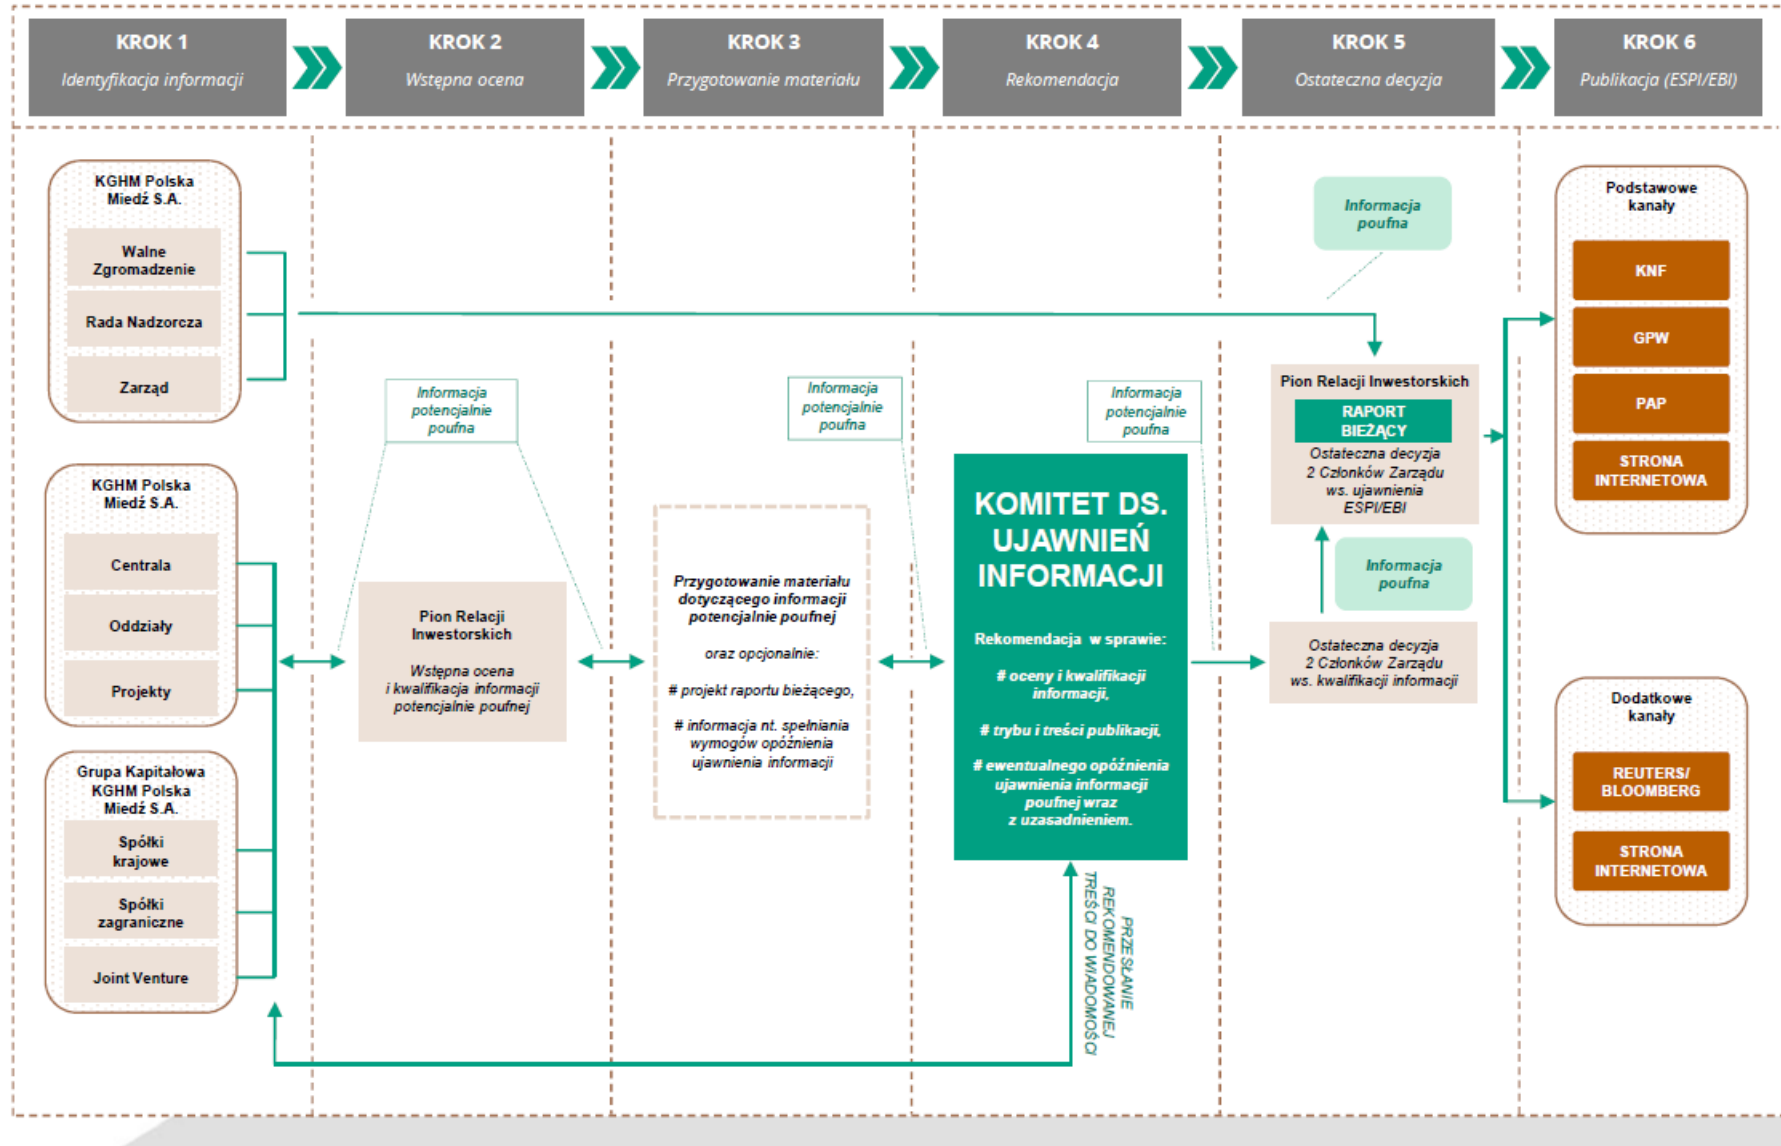 KROK 1
Identyfikacja informacji
KROK 2
Wstępna ocena
KROK 3
Przygotowanie materiału
KROK 4
Rekomendacja
KROK 5
Ostateczna decyzja
KROK 6
Publikacja (ESPI/EBI)
KGHM Polska
Miedź S.A.
Walne
Zgromadzenie
Rada Nadzorcza
Zarząd
KGHM Polska
Miedź S.A.
Centrala
Oddziały
Projekty
Grupa Kapitałowa
KGHM Polska
Miedź S.A.
Spółki
krajowe
Spółki
zagraniczne
Joint Venture
Informacja
potencjalnie
poufna
Pion Relacji
Inwestorskich
Wstępna ocena
i kwalifikacja informacji
potencjalnie poufnej
Informacja
potencjalnie
poufna
Przygotowanie materiału
dotyczącego informacji
potencjalnie poufnej
oraz opcjonalnie:
# projekt raportu bieżącego,
# informacja nt. spełniania
wymogów opóźnienia
ujawnienia informacji
Informacja
potencjalnie
poufna
KOMITET DS.
UJAWNIEŃ
INFORMACJI
Rekomendacja w sprawie:
# oceny i kwalifikacji
informacji,
# trybu i treści publikacji,
# ewentualnego opóźnienia
ujawnienia informacji
poufnej wraz
z uzasadnieniem.
PRZESŁANIE
REKOMENDOWANEJ
TREŚCI DO WIADOMOŚCI
Informacja
poufna
Pion Relacji Inwestorskich
RAPORT
BIEŻĄCY
Ostateczna decyzja
2 Członków Zarządu
ws. ujawnienia
ESPI/EBI
Informacja
poufna
Ostateczna decyzja
2 Członków Zarządu
ws. kwalifikacji informacji
Podstawowe
kanały
KNF
GPW
PAP
STRONA
INTERNETOWA
Dodatkowe
kanały
REUTERS/
BLOOMBERG
STRONA
INTERNETOWA